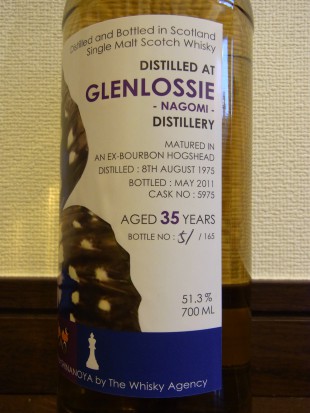 Distilled and Bottled in Scotland
Single Malt Scotch Whisky
DISTILLED AT
GLENLOSSIE
- NAGOMI -
DISTILLERY
MATURED IN
AN EX-BOURBON HOGSHEAD
DISTILLED : 8TH AUGUST 1975
BOTTLED : MAY 2011
CASK NO : 5975
AGED 35 YEARS
BOTTLE NO : 51 / 165
51.3 %
700 ML
by The Whisky Agency